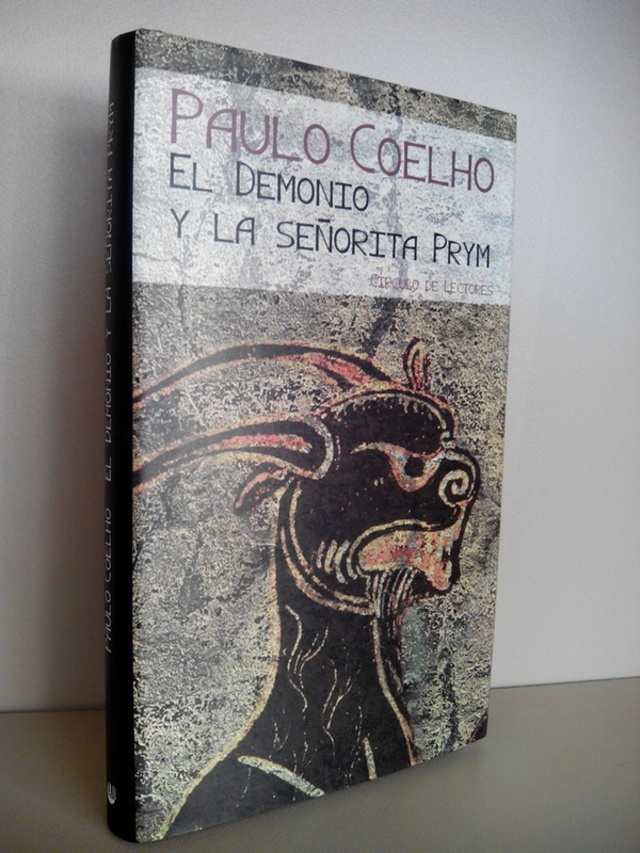 PAULO COELHO
EL DEMONIO
Y LA SEÑORITA PRYM
CÍRCULO DE LECTORES
PAULO COELHO EL DEMONIO Y LA SEÑORITA PRYM